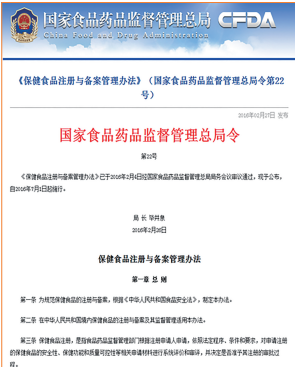 国家食品药品监督管理总局 CFDA
China Food and Drug Administration
《保健食品注册与备案管理办法》（国家食品药品监督管理总局令第22
号）
2016年02月27日 发布
国家食品药品监督管理总局令
第22号
《保健食品注册与备案管理办法》已于2016年2月4日经国家食品药品监督管理总局局务会议审议通过，现予公布，
自2016年7月1日起施行。
局 长 毕井泉
2016年2月26日
保健食品注册与备案管理办法
第一章 总 则
第一条 为规范保健食品的注册与备案，根据《中华人民共和国食品安全法》，制定本办法。
第二条 在中华人民共和国境内保健食品的注册与备案及其监督管理适用本办法。
第三条 保健食品注册，是指食品药品监督管理部门根据注册申请人申请，依照法定程序、条件和要求，对申请注册
的保健食品的安全性、保健功能和质量可控性等相关申请材料进行系统评价和审评，并决定是否准予其注册的审批过
程。